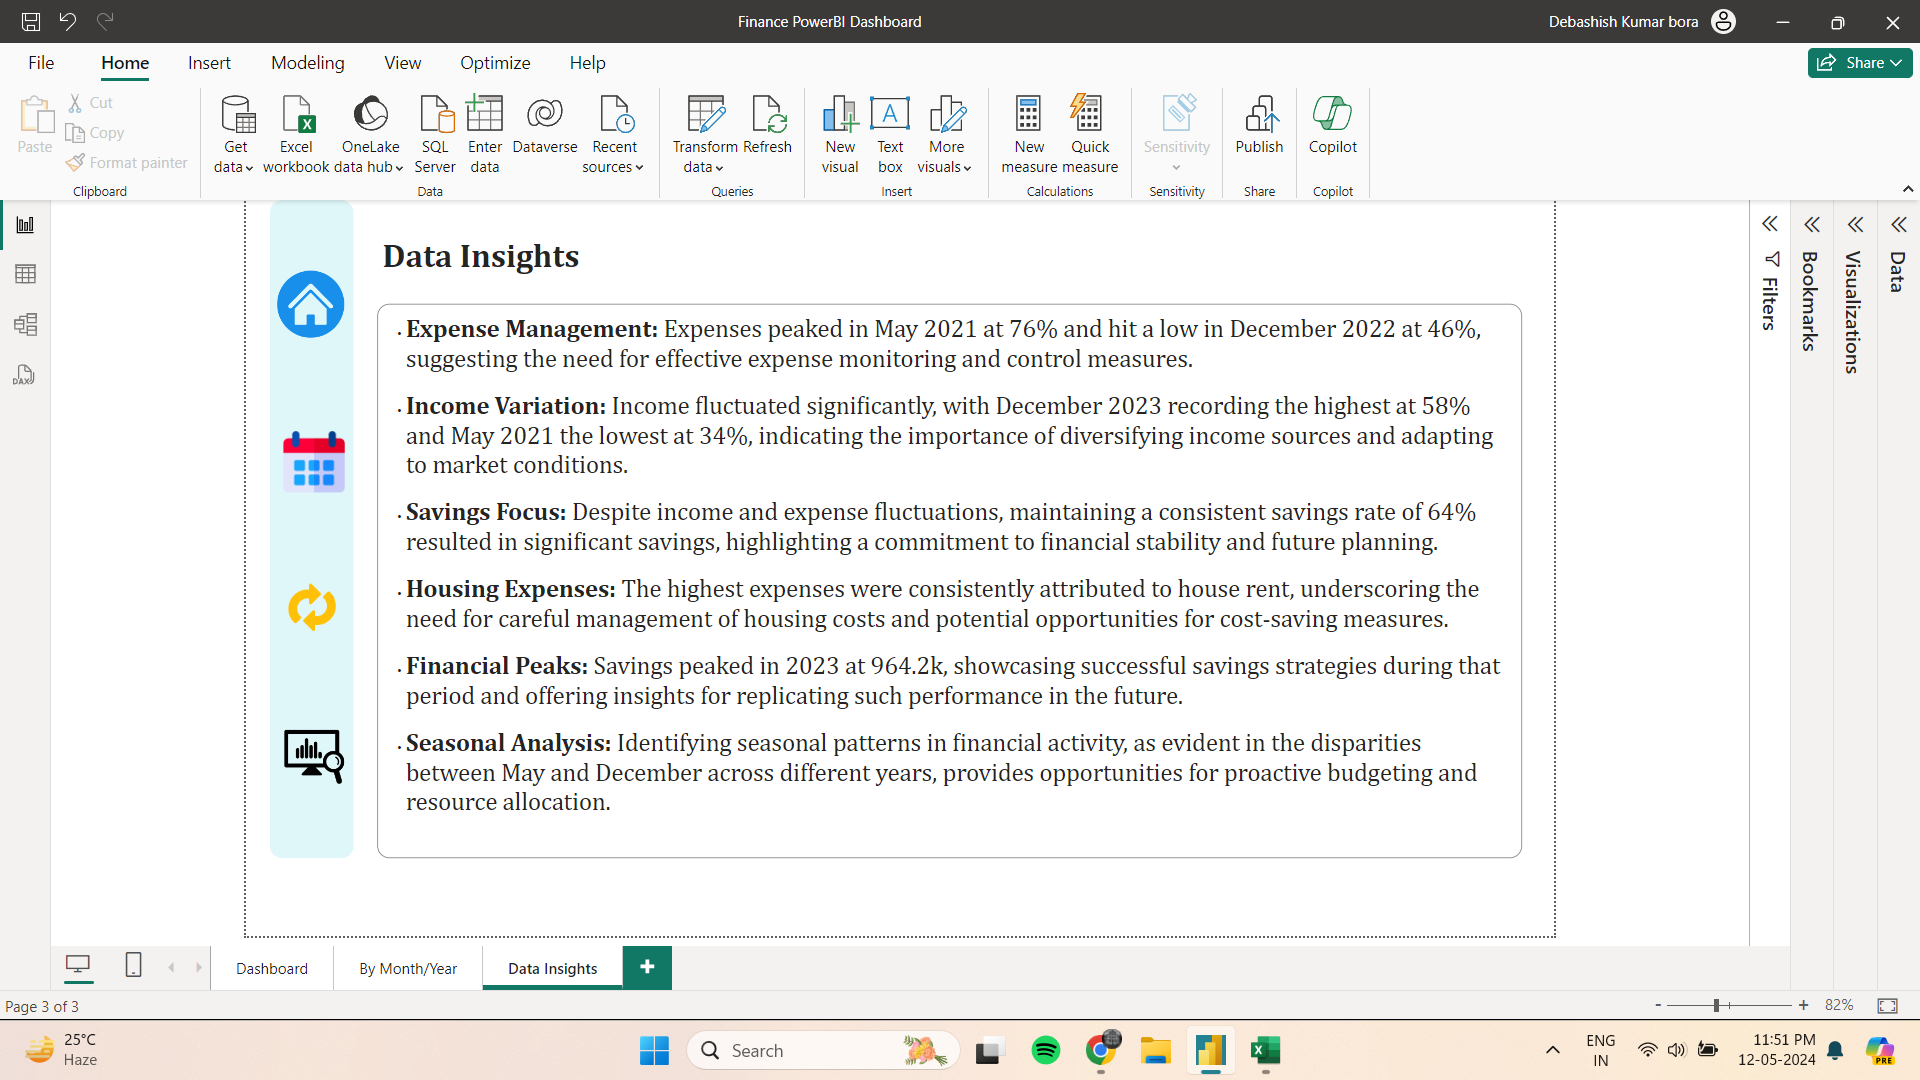 Finance PowerBI Dashboard
Debashish Kumar bora
File Home Insert Modeling View Optimize Help
Share
Paste
Cut
Copy
Format painter
Clipboard
Get data
Excel workbook
OneLake data hub
SQL Server
Enter data
Dataverse
Recent sources
Data
Transform data
Refresh
Queries
New visual
Text box
A
More visuals
Insert
New measure
Quick measure
Calculations
Sensitivity
Sensitivity
Publish
Share
Copilot
Copilot
DAX
Data Insights
. Expense Management: Expenses peaked in May 2021 at 76% and hit a low in December 2022 at 46%,
suggesting the need for effective expense monitoring and control measures.
. Income Variation: Income fluctuated significantly, with December 2023 recording the highest at 58%
and May 2021 the lowest at 34%, indicating the importance of diversifying income sources and adapting
to market conditions.
. Savings Focus: Despite income and expense fluctuations, maintaining a consistent savings rate of 64%
resulted in significant savings, highlighting a commitment to financial stability and future planning.
. Housing Expenses: The highest expenses were consistently attributed to house rent, underscoring the
need for careful management of housing costs and potential opportunities for cost-saving measures.
. Financial Peaks: Savings peaked in 2023 at 964.2k, showcasing successful savings strategies during that
period and offering insights for replicating such performance in the future.
. Seasonal Analysis: Identifying seasonal patterns in financial activity, as evident in the disparities
between May and December across different years, provides opportunities for proactive budgeting and
resource allocation.
Filters
Bookmarks
Visualizations
Data
Dashboard By Month/Year Data Insights +
Page 3 of 3
- + 82%
25°C
Haze
Search
ENG
IN
11:51 PM
12-05-2024
PRE